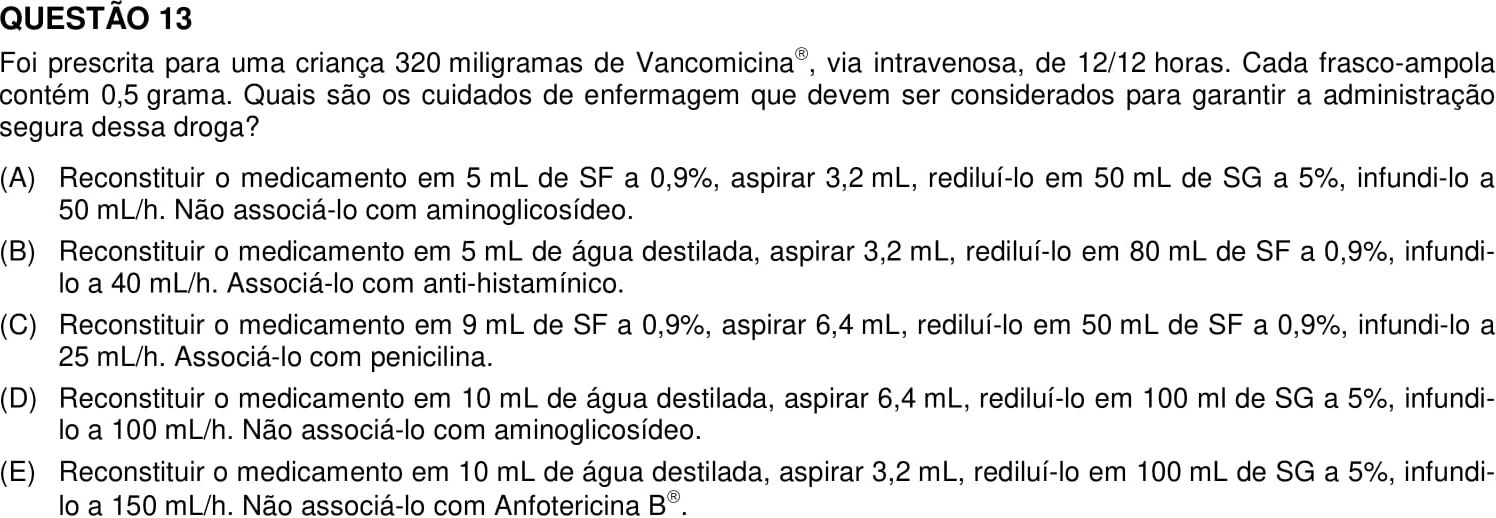 QUESTÃO 13
Foi prescrita para uma criança 320 miligramas de Vancomicina®, via intravenosa, de 12/12 horas. Cada frasco-ampola
contém 0,5 grama. Quais são os cuidados de enfermagem que devem ser considerados para garantir a administração
segura dessa droga?
(A) Reconstituir o medicamento em 5 mL de SF a 0,9%, aspirar 3,2 mL, rediluí-lo em 50 mL de SG a 5%, infundi-lo a
50 mL/h. Não associá-lo com aminoglicosídeo.
(B) Reconstituir o medicamento em 5 mL de água destilada, aspirar 3,2 mL, rediluí-lo em 80 mL de SF a 0,9%, infundi-
lo a 40 mL/h. Associá-lo com anti-histamínico.
(C) Reconstituir o medicamento em 9 mL de SF a 0,9%, aspirar 6,4 mL, rediluí-lo em 50 mL de SF a 0,9%, infundi-lo a
25 mL/h. Associá-lo com penicilina.
(D) Reconstituir o medicamento em 10 mL de água destilada, aspirar 6,4 mL, rediluí-lo em 100 ml de SG a 5%, infundi-
lo a 100 mL/h. Não associá-lo com aminoglicosídeo.
(E) Reconstituir o medicamento em 10 mL de água destilada, aspirar 3,2 mL, rediluí-lo em 100 mL de SG a 5%, infundi-
lo a 150 mL/h. Não associá-lo com Anfotericina B®.